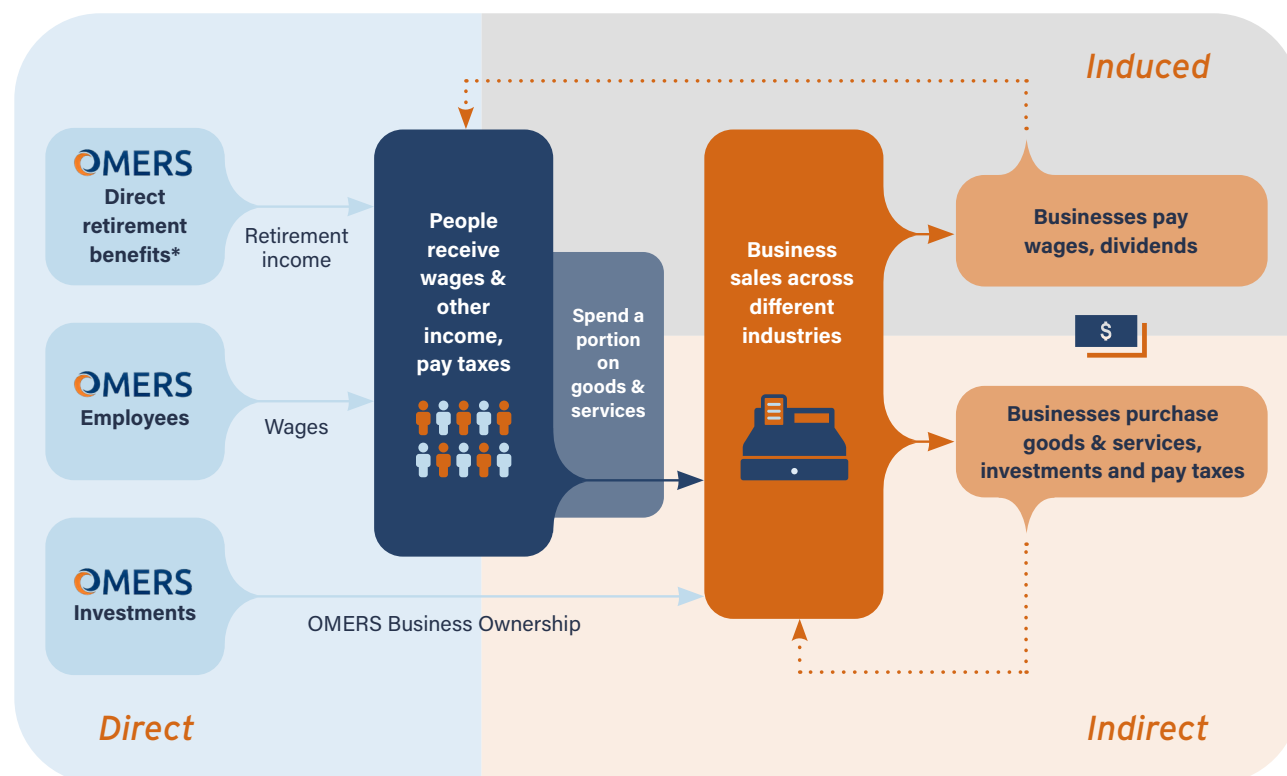 Induced
OMERS
Direct
retirement
benefits*
Retirement
income
People
receive
wages &
other
income,
pay taxes
Spend a
portion
on
goods &
services
Business
sales across
different
industries
Businesses pay
wages, dividends
$
OMERS
Employees
Wages
Businesses purchase
goods & services,
investments and pay taxes
OMERS
Investments
OMERS Business Ownership
Direct
Indirect